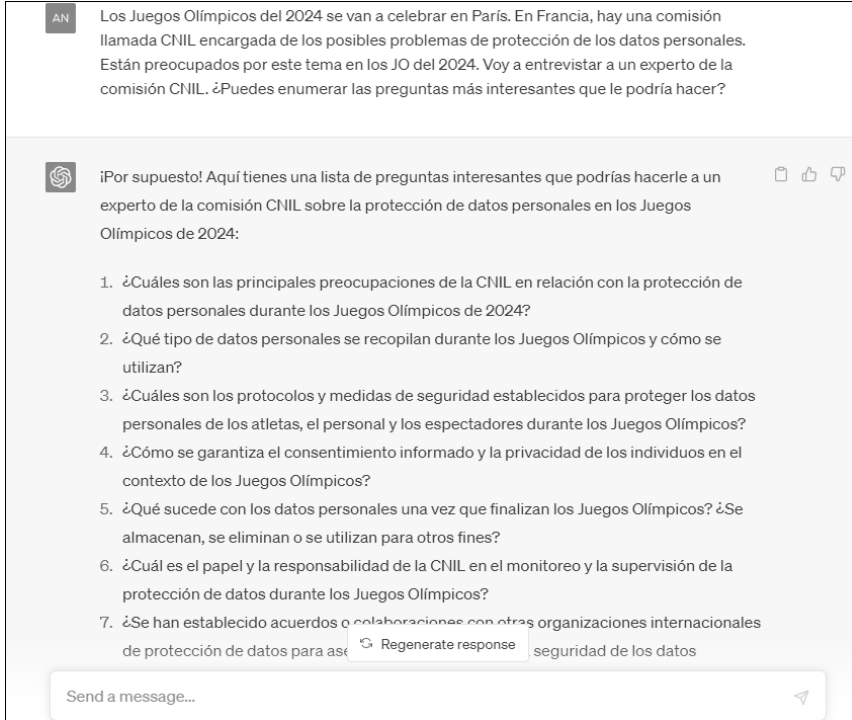 AN
Los Juegos Olímpicos del 2024 se van a celebrar en París. En Francia, hay una comisión
llamada CNIL encargada de los posibles problemas de protección de los datos personales.
Están preocupados por este tema en los JO del 2024. Voy a entrevistar a un experto de la
comisión CNIL. ¿Puedes enumerar las preguntas más interesantes que le podría hacer?
¡Por supuesto! Aquí tienes una lista de preguntas interesantes que podrías hacerle a un
experto de la comisión CNIL sobre la protección de datos personales en los Juegos
Olímpicos de 2024:
1. ¿Cuáles son las principales preocupaciones de la CNIL en relación con la protección de
datos personales durante los Juegos Olímpicos de 2024?
2. ¿Qué tipo de datos personales se recopilan durante los Juegos Olímpicos y cómo se
utilizan?
3. ¿Cuáles son los protocolos y medidas de seguridad establecidos para proteger los datos
personales de los atletas, el personal y los espectadores durante los Juegos Olímpicos?
4. ¿Cómo se garantiza el consentimiento informado y la privacidad de los individuos en el
contexto de los Juegos Olímpicos?
5. ¿Qué sucede con los datos personales una vez que finalizan los Juegos Olímpicos? ¿Se
almacenan, se eliminan o se utilizan para otros fines?
6. ¿Cuál es el papel y la responsabilidad de la CNIL en el monitoreo y la supervisión de la
protección de datos durante los Juegos Olímpicos?
7. ¿Se han establecido acuerdos o colaboraciones con otras organizaciones internacionales
de protección de datos para seguridad de los datos
Regenerate response
Send a message...